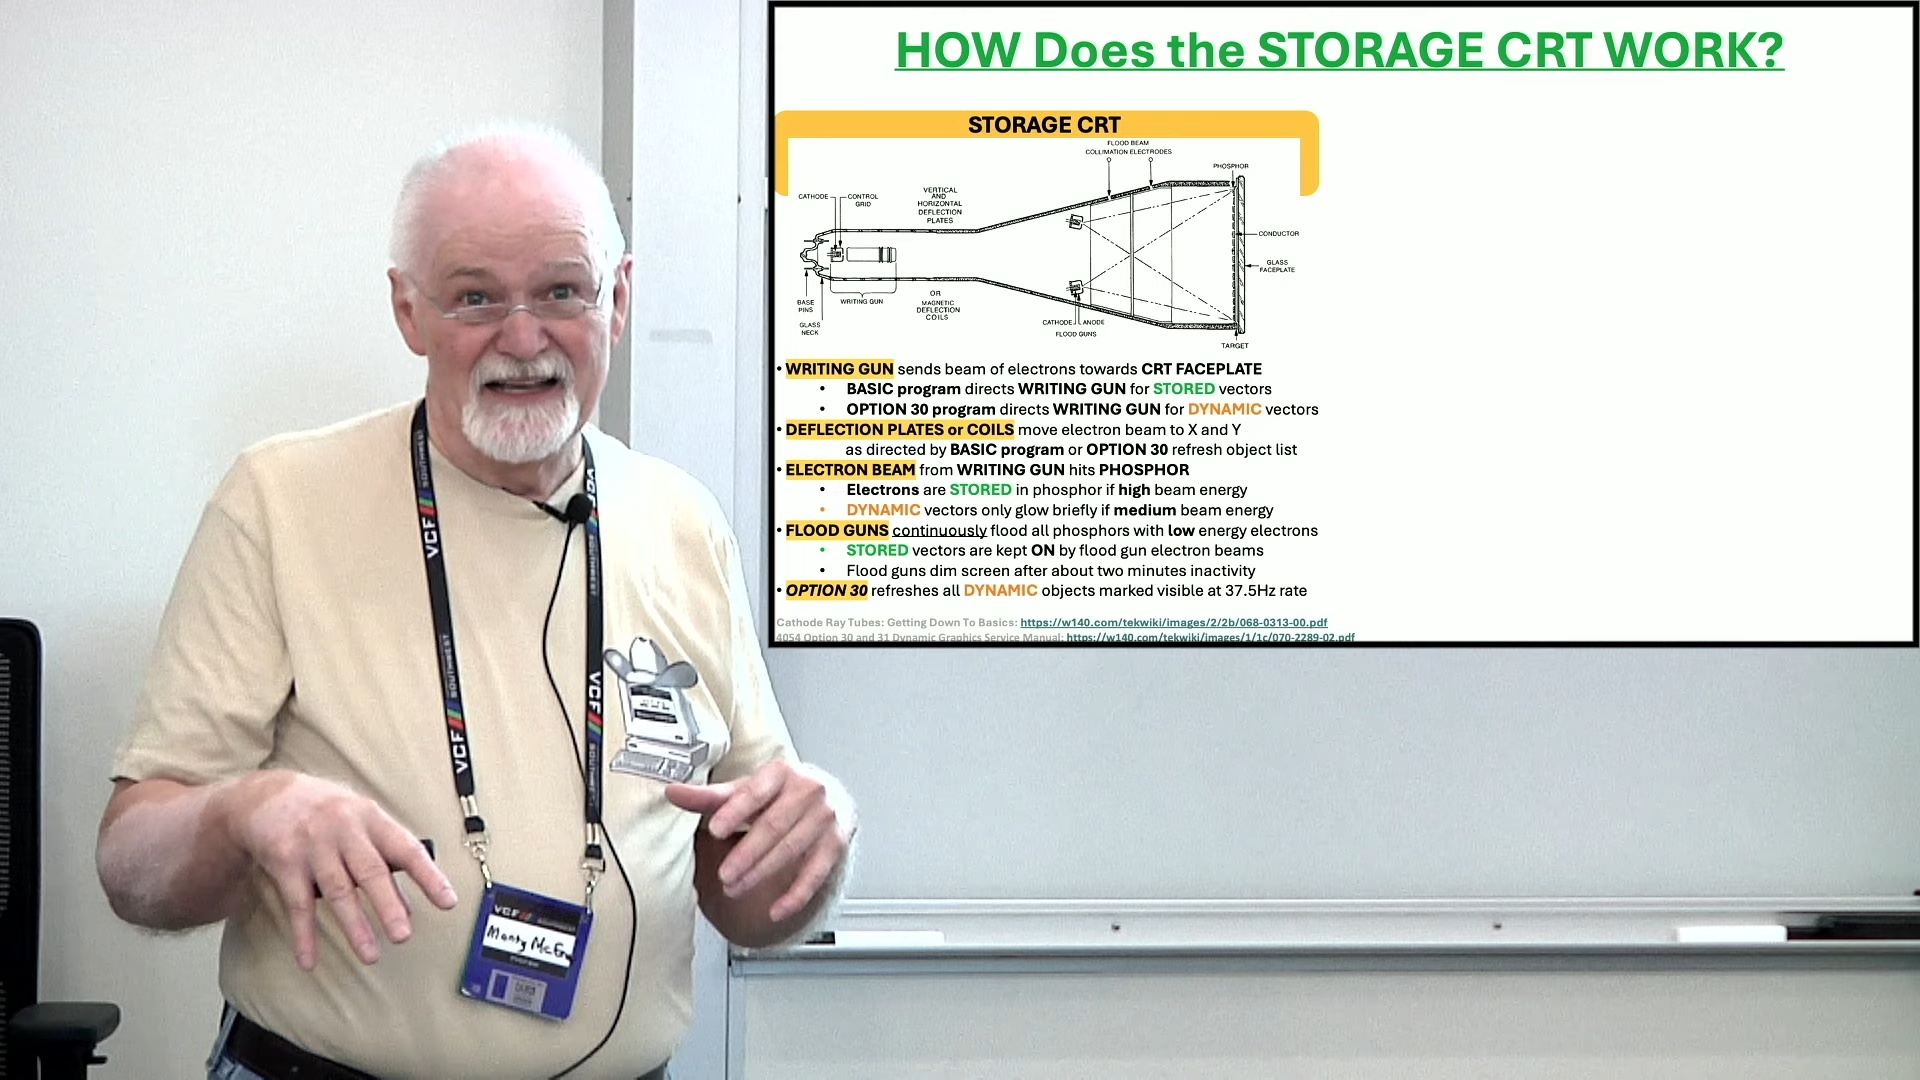 HOW Does the STORAGE CRT WORK?
STORAGE CRT
FLOOD BEAM
COLLIMATION ELECTRODES
PHOSPHOR
CATHODE
CONTROL
GRID
VERTICAL
AND
HORIZONTAL
DEFLECTION
PLATES
CONDUCTOR
GLASS
FACEPLATE
BASE
PINS
WRITING GUN
OR
MAGNETIC
DEFLECTION
COILS
GLASS
NECK
CATHODE
ANODE
FLOOD GUNS
TARGET
• WRITING GUN sends beam of electrons towards CRT FACEPLATE
• BASIC program directs WRITING GUN for STORED vectors
• OPTION 30 program directs WRITING GUN for DYNAMIC vectors
• DEFLECTION PLATES or COILS move electron beam to X and Y
as directed by BASIC program or OPTION 30 refresh object list
• ELECTRON BEAM from WRITING GUN hits PHOSPHOR
• Electrons are STORED in phosphor if high beam energy
• DYNAMIC vectors only glow briefly if medium beam energy
• FLOOD GUNS continuously flood all phosphors with low energy electrons
• STORED vectors are kept ON by flood gun electron beams
• Flood guns dim screen after about two minutes inactivity
• OPTION 30 refreshes all DYNAMIC objects marked visible at 37.5Hz rate
Cathode Ray Tubes: Getting Down To Basics: https://w140.com/tekwiki/images/2/2b/068-0313-00.pdf
4054 Option 30 and 31 Dynamic Graphics Service Manual: https://w140.com/tekwiki/images/1/1c/070-2289-02.pdf
SOUTHWEST
VCF
SOUTHWEST
VCF
VCF
SOUTHWEST
VCF
SOUTHWEST
VCF
Monty